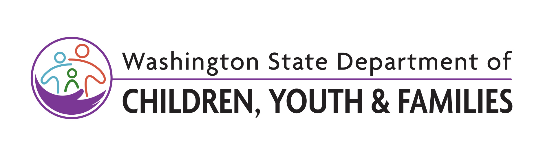 Washington State Department of
CHILDREN, YOUTH & FAMILIES